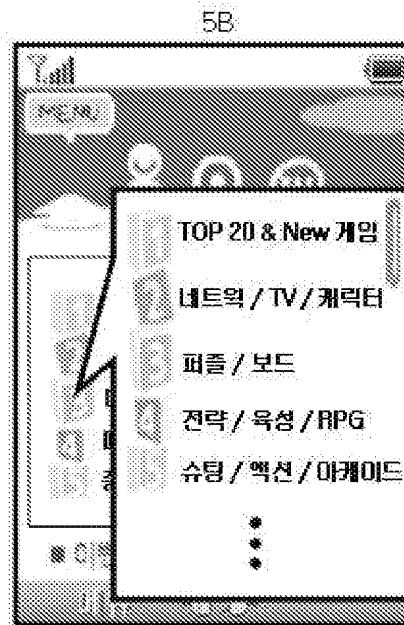 5B
MENU
TOP 20 & New 게임
네트웍 / TV / 캐릭터
퍼즐 / 보드
전략 / 육성 / RPG
슈팅 / 액션 / 아케이드